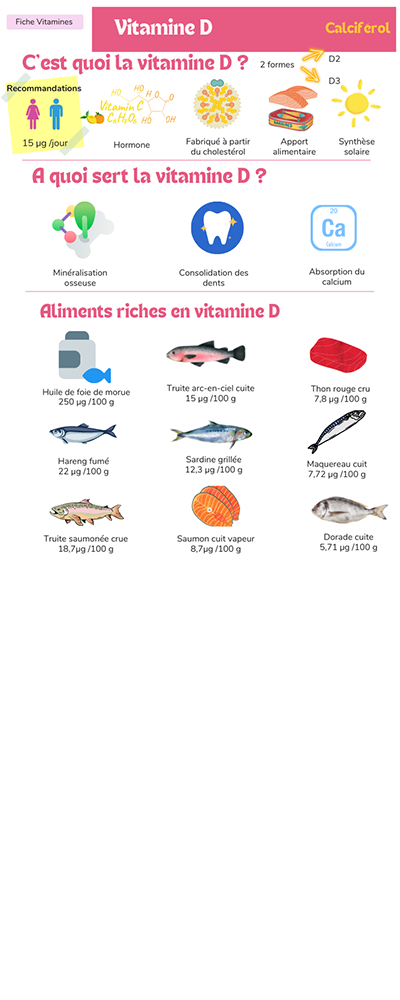 Fiche Vitamines
Vitamine D
Calciférol
C'est quoi la vitamine D ?
2 formes
D2
D3
Recommandations
15 µg /jour
HO
HO
H
O
O
Vitamin C
C₆H₈O₆
HO
OH
Hormone
Fabriqué à partir
du cholestérol
Apport
alimentaire
Synthèse
solaire
A quoi sert la vitamine D ?
20
Ca
Calcium
Minéralisation
osseuse
Consolidation des
dents
Absorption du
calcium
Aliments riches en vitamine D
Huile de foie de morue
250 µg /100 g
Truite arc-en-ciel cuite
15 µg /100 g
Thon rouge cru
7,8 µg /100 g
Hareng fumé
22 µg /100 g
Sardine grillée
12,3 µg /100 g
Maquereau cuit
7,72 µg /100 g
Truite saumonée crue
18,7µg /100 g
Saumon cuit vapeur
8,7µg /100 g
Dorade cuite
5,71 µg /100 g